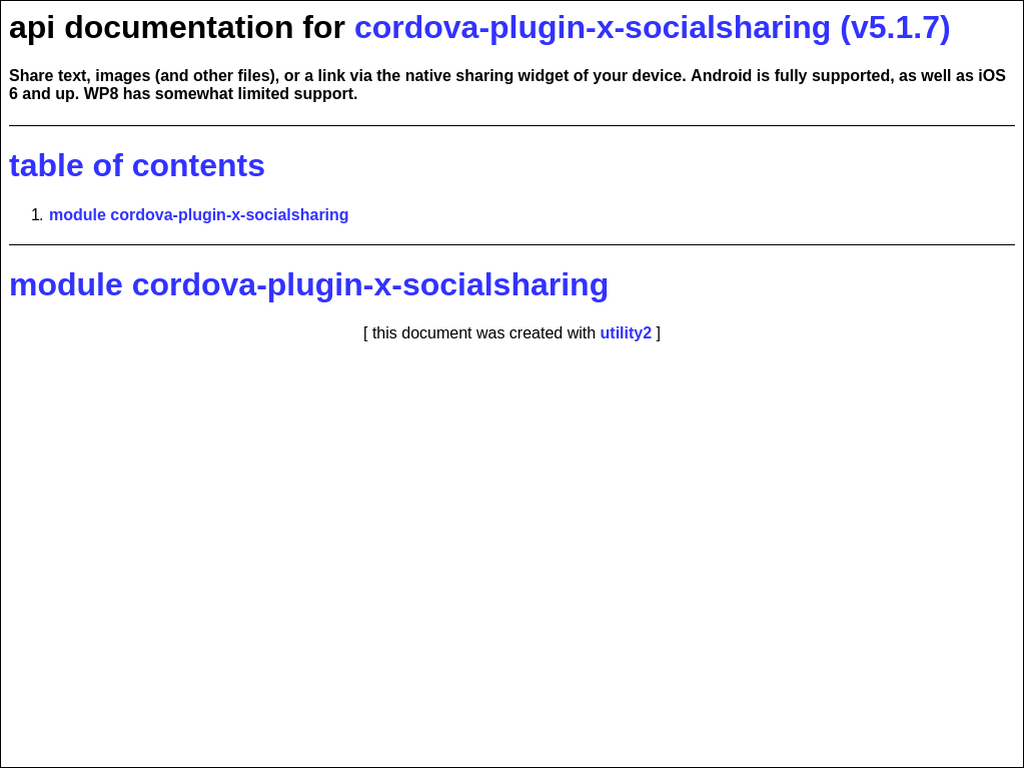 api documentation for cordova-plugin-x-socialsharing (v5.1.7)
Share text, images (and other files), or a link via the native sharing widget of your device. Android is fully supported, as well as iOS
6 and up. WP8 has somewhat limited support.
table of contents
1. module cordova-plugin-x-socialsharing
module cordova-plugin-x-socialsharing
[ this document was created with utility2 ]